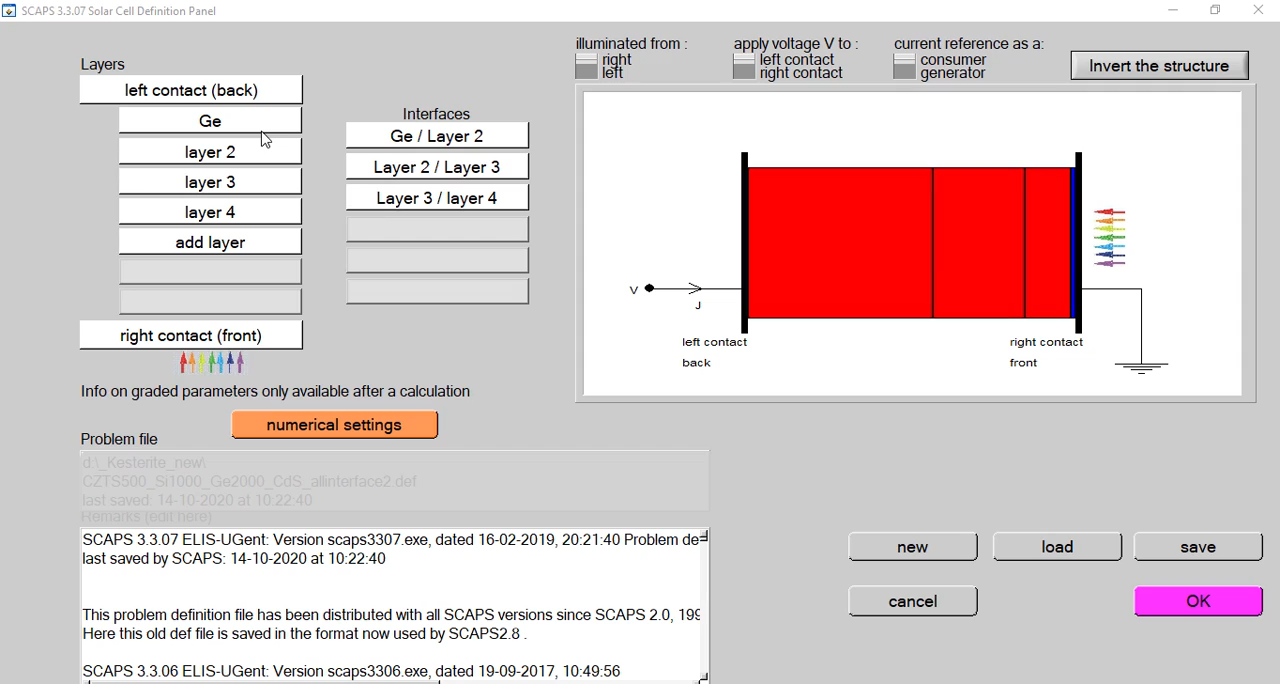 SCAPS 3.3.07 Solar Cell Definition Panel
Layers
left contact (back)
Ge
layer 2
layer 3
layer 4
add layer
right contact (front)
Interfaces
Ge / Layer 2
Layer 2 / Layer 3
Layer 3 / layer 4
illuminated from :
right
left
apply voltage V to :
left contact
right contact
current reference as a:
consumer
generator
Invert the structure
V
J
left contact
back
right contact
front
Info on graded parameters only available after a calculation
numerical settings
Problem file
d:\_Kesterite_new\
CZTS500_Si1000_Ge2000_CdS_allinterface2.def
last saved: 14-10-2020 at 10:22:40
Remarks (edit here)
SCAPS 3.3.07 ELIS-UGent: Version scaps3307.exe, dated 16-02-2019, 20:21:40 Problem de
last saved by SCAPS: 14-10-2020 at 10:22:40
This problem definition file has been distributed with all SCAPS versions since SCAPS 2.0, 199
Here this old def file is saved in the format now used by SCAPS2.8 .
SCAPS 3.3.06 ELIS-UGent: Version scaps3306.exe, dated 19-09-2017, 10:49:56
new
load
save
cancel
OK